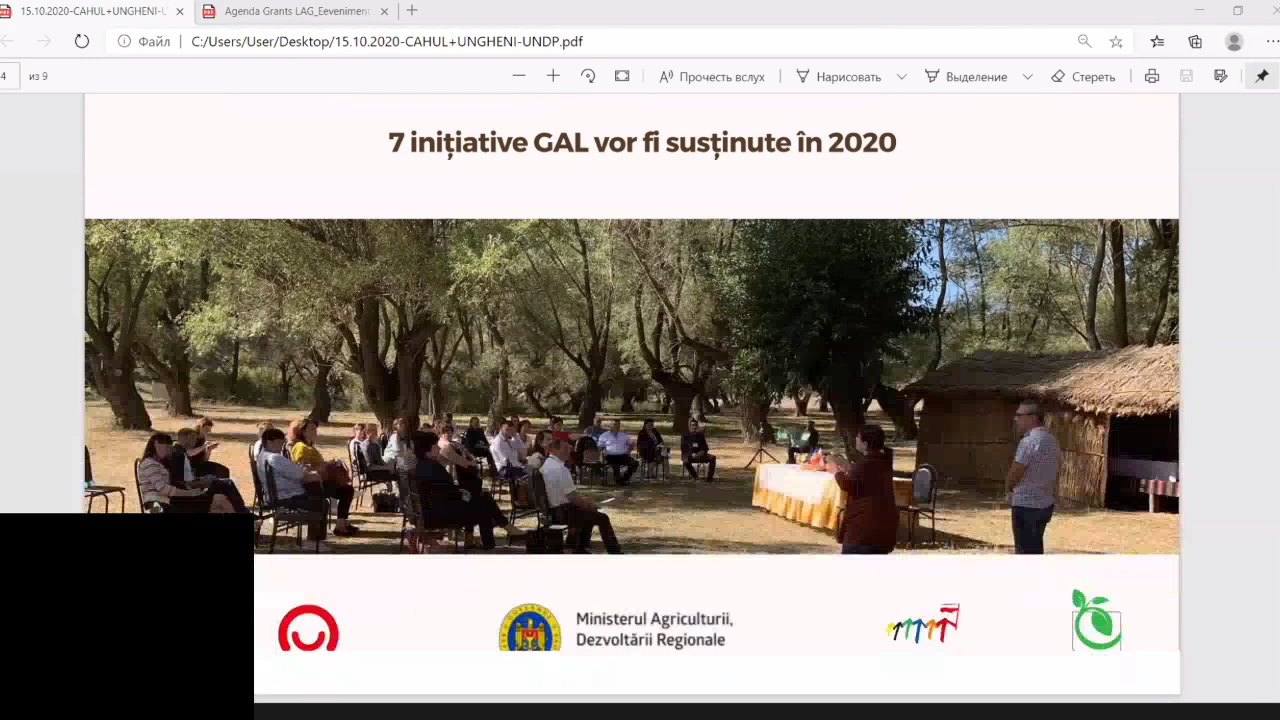 15.10.2020-CAHUL+UNGHENI-U
Agenda Grants LAG_Eeveniment
Файл
C:/Users/User/Desktop/15.10.2020-CAHUL+UNGHENI-UNDP.pdf
4 из 9
Прочесть вслух
Нарисовать
Выделение
Стереть
7 inițiative GAL vor fi susținute în 2020
Ministerul Agriculturii,
Dezvoltării Regionale